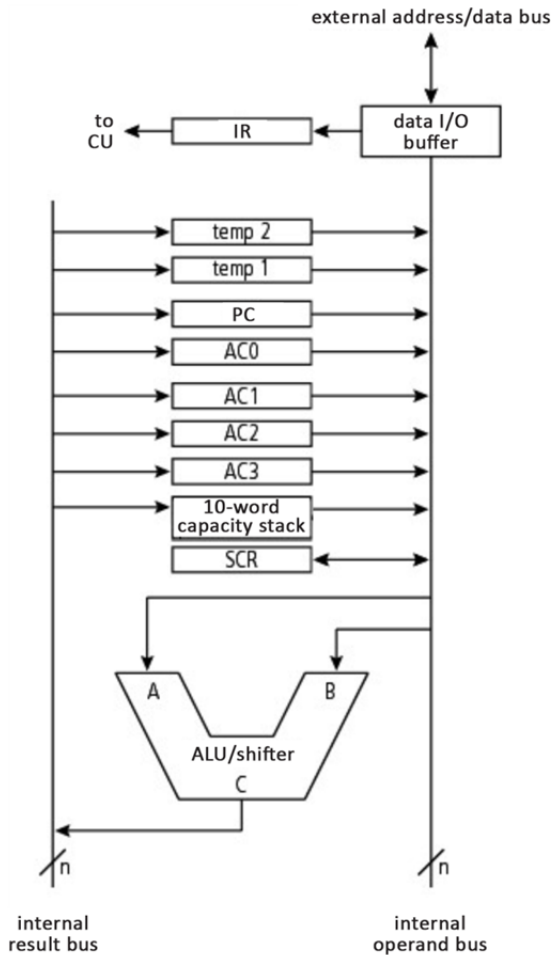 external address/data bus
to
CU
IR
data I/O
buffer
temp 2
temp 1
PC
AC0
AC1
AC2
AC3
10-word
capacity stack
SCR
A
B
ALU/shifter
C
n
n
internal
result bus
internal
operand bus